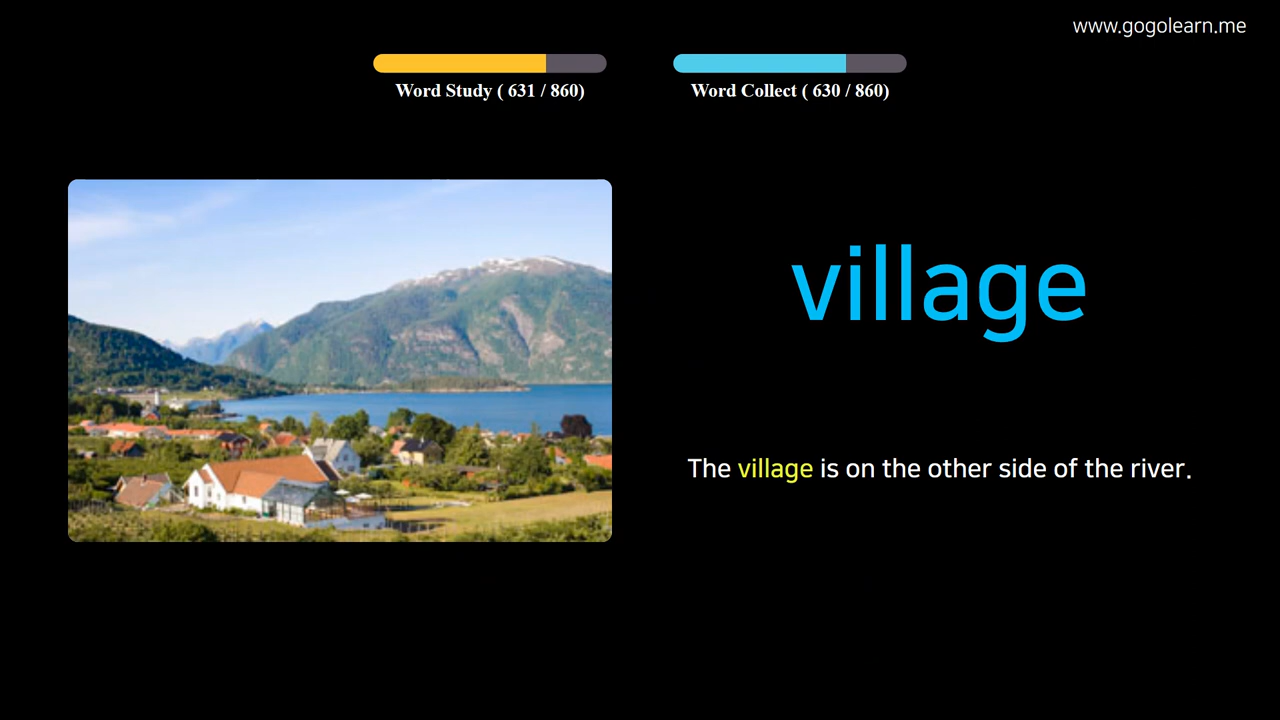 www.gogolearn.me
Word Study ( 631 / 860)
Word Collect ( 630 / 860)
village
The village is on the other side of the river.